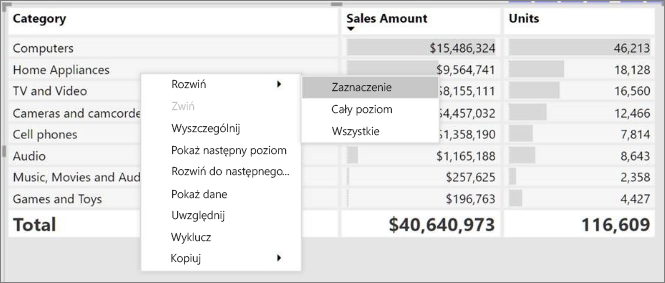 Category Sales Amount Units
Computers $15,486,324 46,213
Home Appliances $9,564,741 18,128
TV and Video $8,155,111 16,560
Cameras and camcorde $4,457,032 12,466
Cell phones $1,358,190 7,814
Audio $1,165,188 8,643
Music, Movies and Aud $257,625 2,358
Games and Toys $196,763 4,427
Total $40,640,973 116,609
Rozwiń
Zwiń
Wyszczególnij
Pokaż następny poziom
Rozwiń do następnego...
Pokaż dane
Uwzględnij
Wyklucz
Kopiuj
Zaznaczenie
Cały poziom
Wszystkie